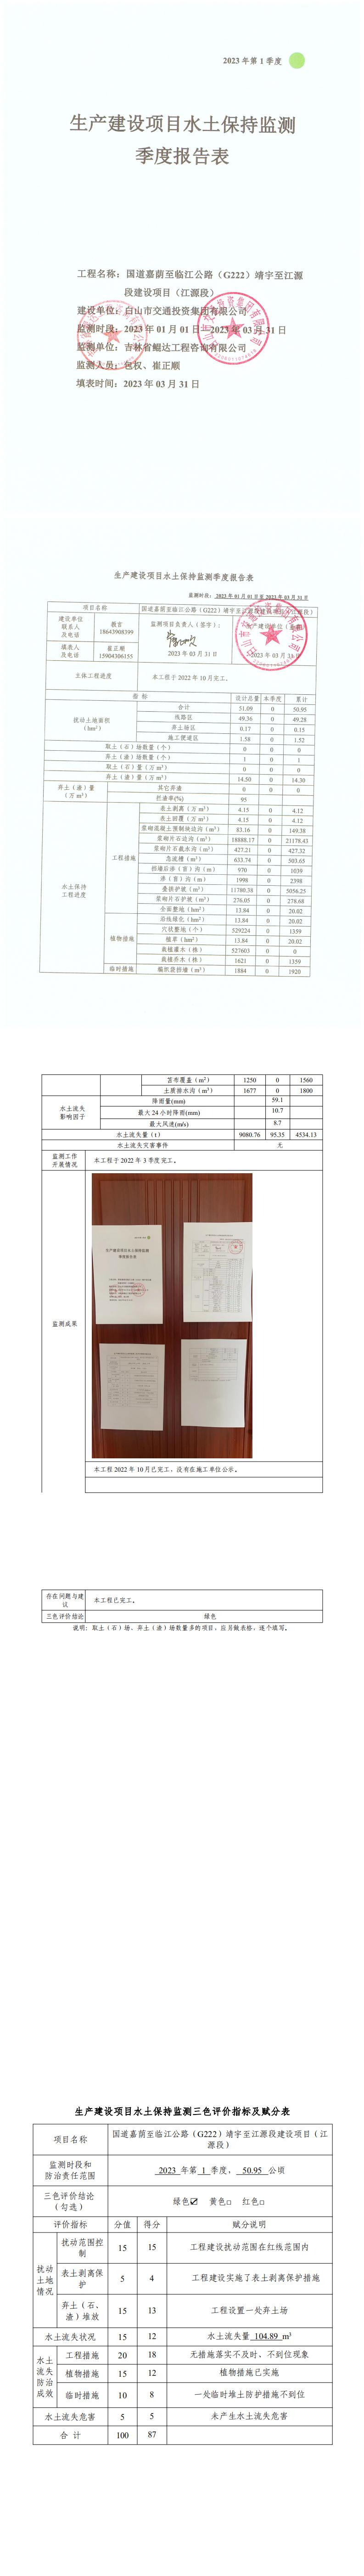 2023 年第 1 季度
生产建设项目水土保持监测
季度报告表
工程名称：国道嘉荫至临江公路（G222）靖宇至江源
段建设项目（江源段）
建设单位：白山市交通投资集团有限公司
监测时段：2023 年 01 月 01 日—2023 年 03 月 31 日
监测单位：吉林省鲲达工程咨询有限公司
监测人员：包权、崔正顺
填表时间：2023 年 03 月 31 日
生产建设项目水土保持监测季度报告表
监测时段：2023 年 01 月 01 日至 2023 年 03 月 31 日
项目名称 国道嘉荫至临江公路（G222）靖宇至江源段建设项目（江源段）
建设单位联系人及电话 18643908399 监测项目负责人（签字）： 2023 年 03 月 31 日 2023 年 03 月 31 日
填表人及电话 崔正顺 15904306155
主体工程进度 本工程于 2022 年 10 月完工。
指 标 设计总量 本季度 累计
扰动土地面积（hm²） 合计 51.09 0 50.95
线路区 49.36 0 49.28
弃土场区 0.17 0 0.15
施工便道区 1.58 0 1.52
取土（石）场数量（个） 0 0 0
弃土（渣）场数量（个） 1 0 1
取土（石）量（万 m³） 0 0 0
弃土（渣）量（万 m³） 弃土（渣）量（万 m³） 14.50 0 14.30
其它弃渣 0 0 0
拦渣率(%) 95
水土保持工程进度 工程措施 表土剥离（万 m³） 4.15 0 4.12
表土回覆（万 m³） 4.15 0 4.12
浆砌混凝土预制块边沟（m³） 83.16 0 149.38
浆砌片石边沟（m³） 18888.17 0 21178.43
浆砌片石截水沟（m³） 427.21 0 427.32
急流槽（m³） 633.74 0 503.65
挡墙后渗（盲）沟（m） 970 0 1039
渗（盲）沟（m） 1998 0 2398
叠拱护坡（m³） 11780.38 0 5056.25
浆砌片石护坡（m³） 276.05 0 278.68
全面整地（hm²） 13.84 0 20.02
植物措施 沿线绿化（hm²） 13.84 0 20.02
穴状整地（个） 529224 0 1359
植草（hm²） 13.84 0 20.02
栽植灌木（株） 527603 0 0
栽植乔木（株） 1621 0 1359
临时措施 编织袋挡墙（m³） 1884 0 1920
苫布覆盖（m²） 1250 0 1560
土质排水沟（m³） 1677 0 1800
水土流失影响因子 降雨量(mm) 59.1
最大 24 小时降雨(mm) 10.7
最大风速(m/s) 8.7
水土流失量（t） 9080.76 95.35 4534.13
水土流失灾害事件 无
监测工作开展情况 本工程于 2022 年 3 季度完工。
监测成果
生产建设项目水土保持监测
季度报告表
本工程 2022 年 10 月已完工，没有在施工单位公示。
存在问题与建议 本工程已完工。
三色评价结论 绿色
说明：取土（石）场、弃土（渣）场数量多的项目，应另做表格，逐个填写。
生产建设项目水土保持监测三色评价指标及赋分表
项目名称 国道嘉荫至临江公路（G222）靖宇至江源段建设项目（江源段）
监测时段和防治责任范围 2023 年第 1 季度， 50.95 公顷
三色评价结论（勾选） 绿色☑ 黄色□ 红色□
评价指标 分值 得分 赋分说明
扰动土地情况 扰动范围控制 15 15 工程建设扰动范围在红线范围内
表土剥离保护 5 4 工程建设实施了表土剥离保护措施
弃土（石、渣）堆放 15 13 工程设置一处弃土场
水土流失状况 15 12 水土流失量 104.89 m³
水土流失防治成效 工程措施 20 18 无措施落实不及时、不到位现象
植物措施 15 12 植物措施已实施
临时措施 10 8 一处临时堆土防护措施不到位
水土流失危害 5 5 未产生水土流失危害
合 计 100 87